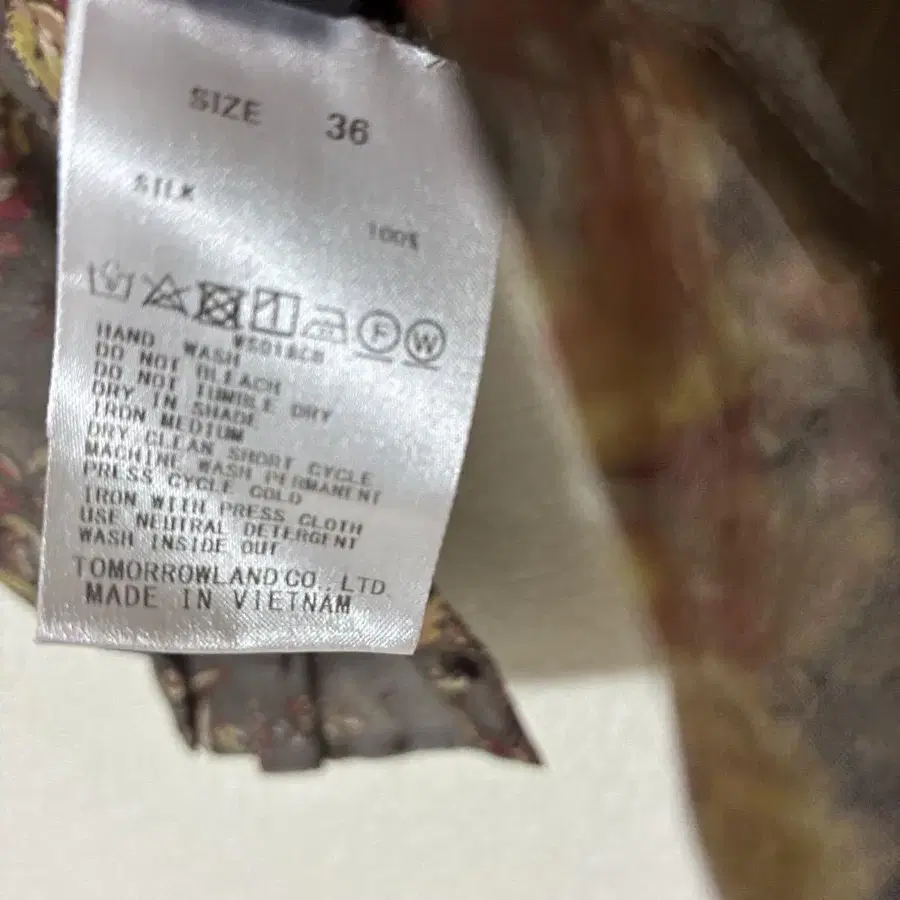 SIZE 36
SILK
100%
F W
HAND WASH
DO NOT BLEACH
DO NOT TUMBLE DRY
DRY IN SHADE
IRON MEDIUM
DRY CLEAN SHORT CYCLE
MACHINE WASH PERMANENT
PRESS CYCLE COLD
IRON WITH PRESS CLOTH
USE NEUTRAL DETERGENT
WASH INSIDE OUT
TOMORROWLAND CO.,LTD
MADE IN VIETNAM